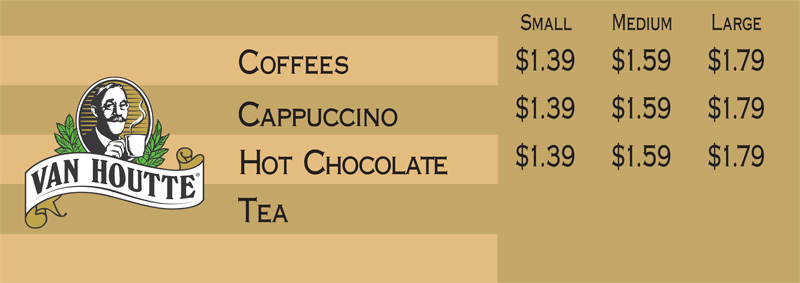 SMALL MEDIUM LARGE
COFFEES $1.39 $1.59 $1.79
CAPPUCCINO $1.39 $1.59 $1.79
HOT CHOCOLATE $1.39 $1.59 $1.79
VAN HOUTTE®
TEA